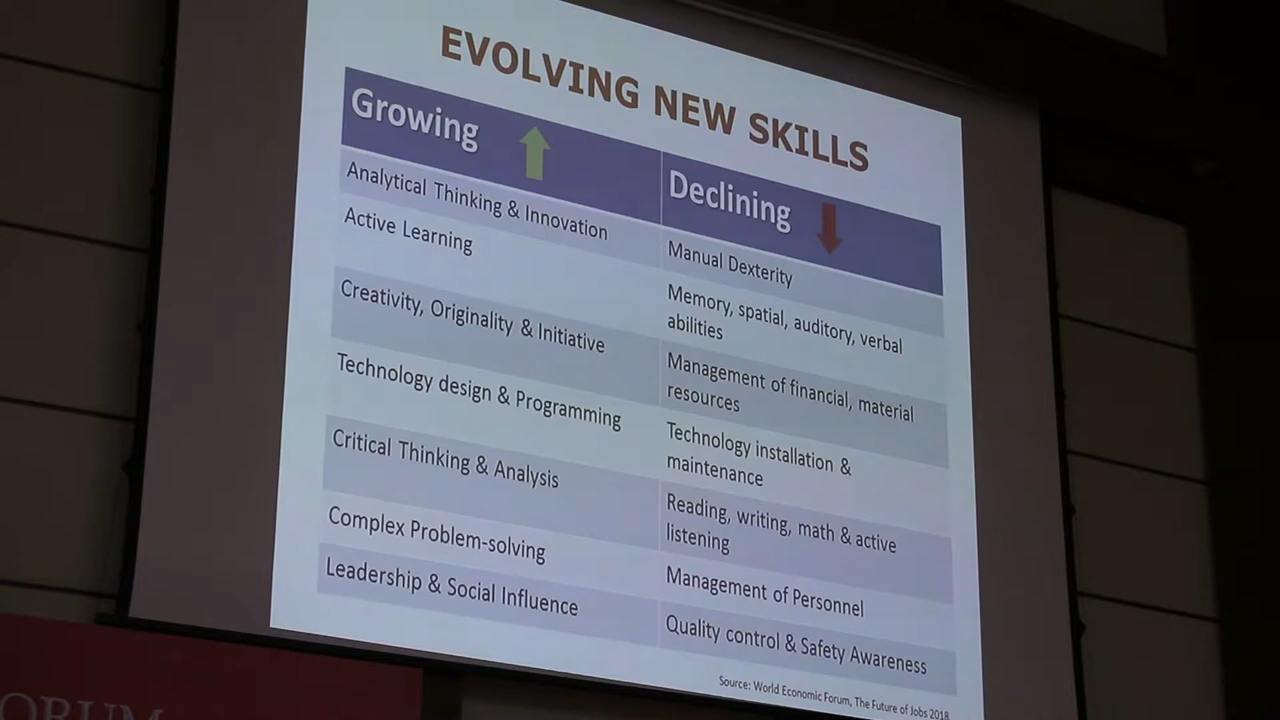 EVOLVING NEW SKILLS
Growing
Declining
Analytical Thinking & Innovation
Manual Dexterity
Active Learning
Memory, spatial, auditory, verbal
abilities
Creativity, Originality & Initiative
Management of financial, material
resources
Technology design & Programming
Technology installation &
maintenance
Critical Thinking & Analysis
Reading, writing, math & active
listening
Complex Problem-solving
Management of Personnel
Leadership & Social Influence
Quality control & Safety Awareness
Source: World Economic Forum, The Future of Jobs 2018
ORUM